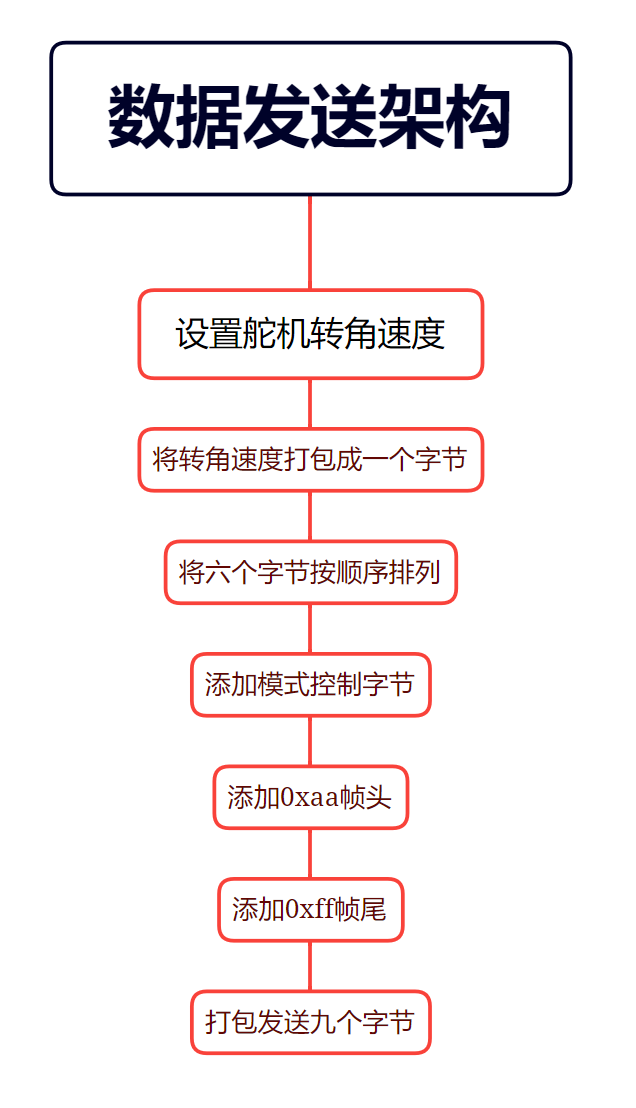 数据发送架构
设置舵机转角速度
将转角速度打包成一个字节
将六个字节按顺序排列
添加模式控制字节
添加0xaa帧头
添加0xff帧尾
打包发送九个字节